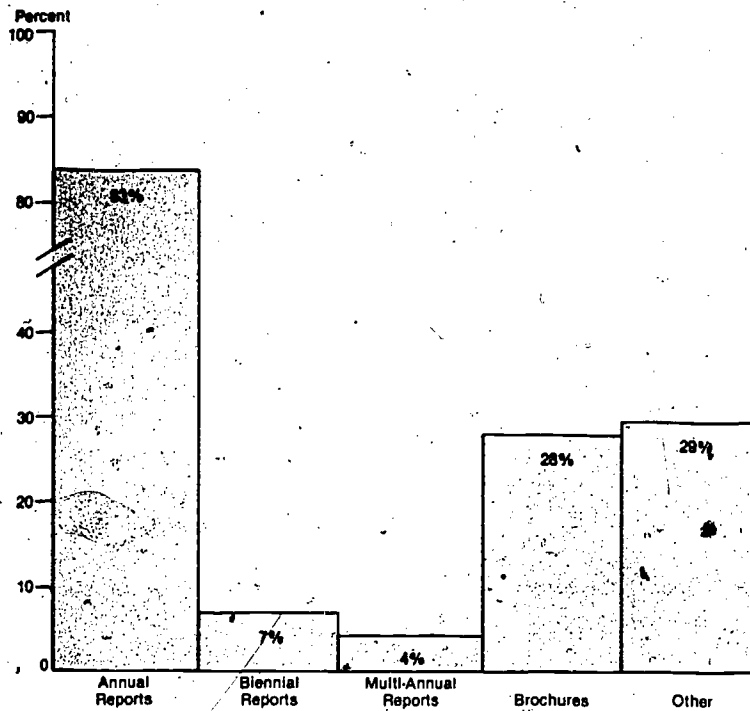 Percent
100
90
80
40
30
20
10
0
83%
7%
4%
28%
29%
Annual
Reports
Biennial
Reports
Multi-Annual
Reports
Brochures
Other